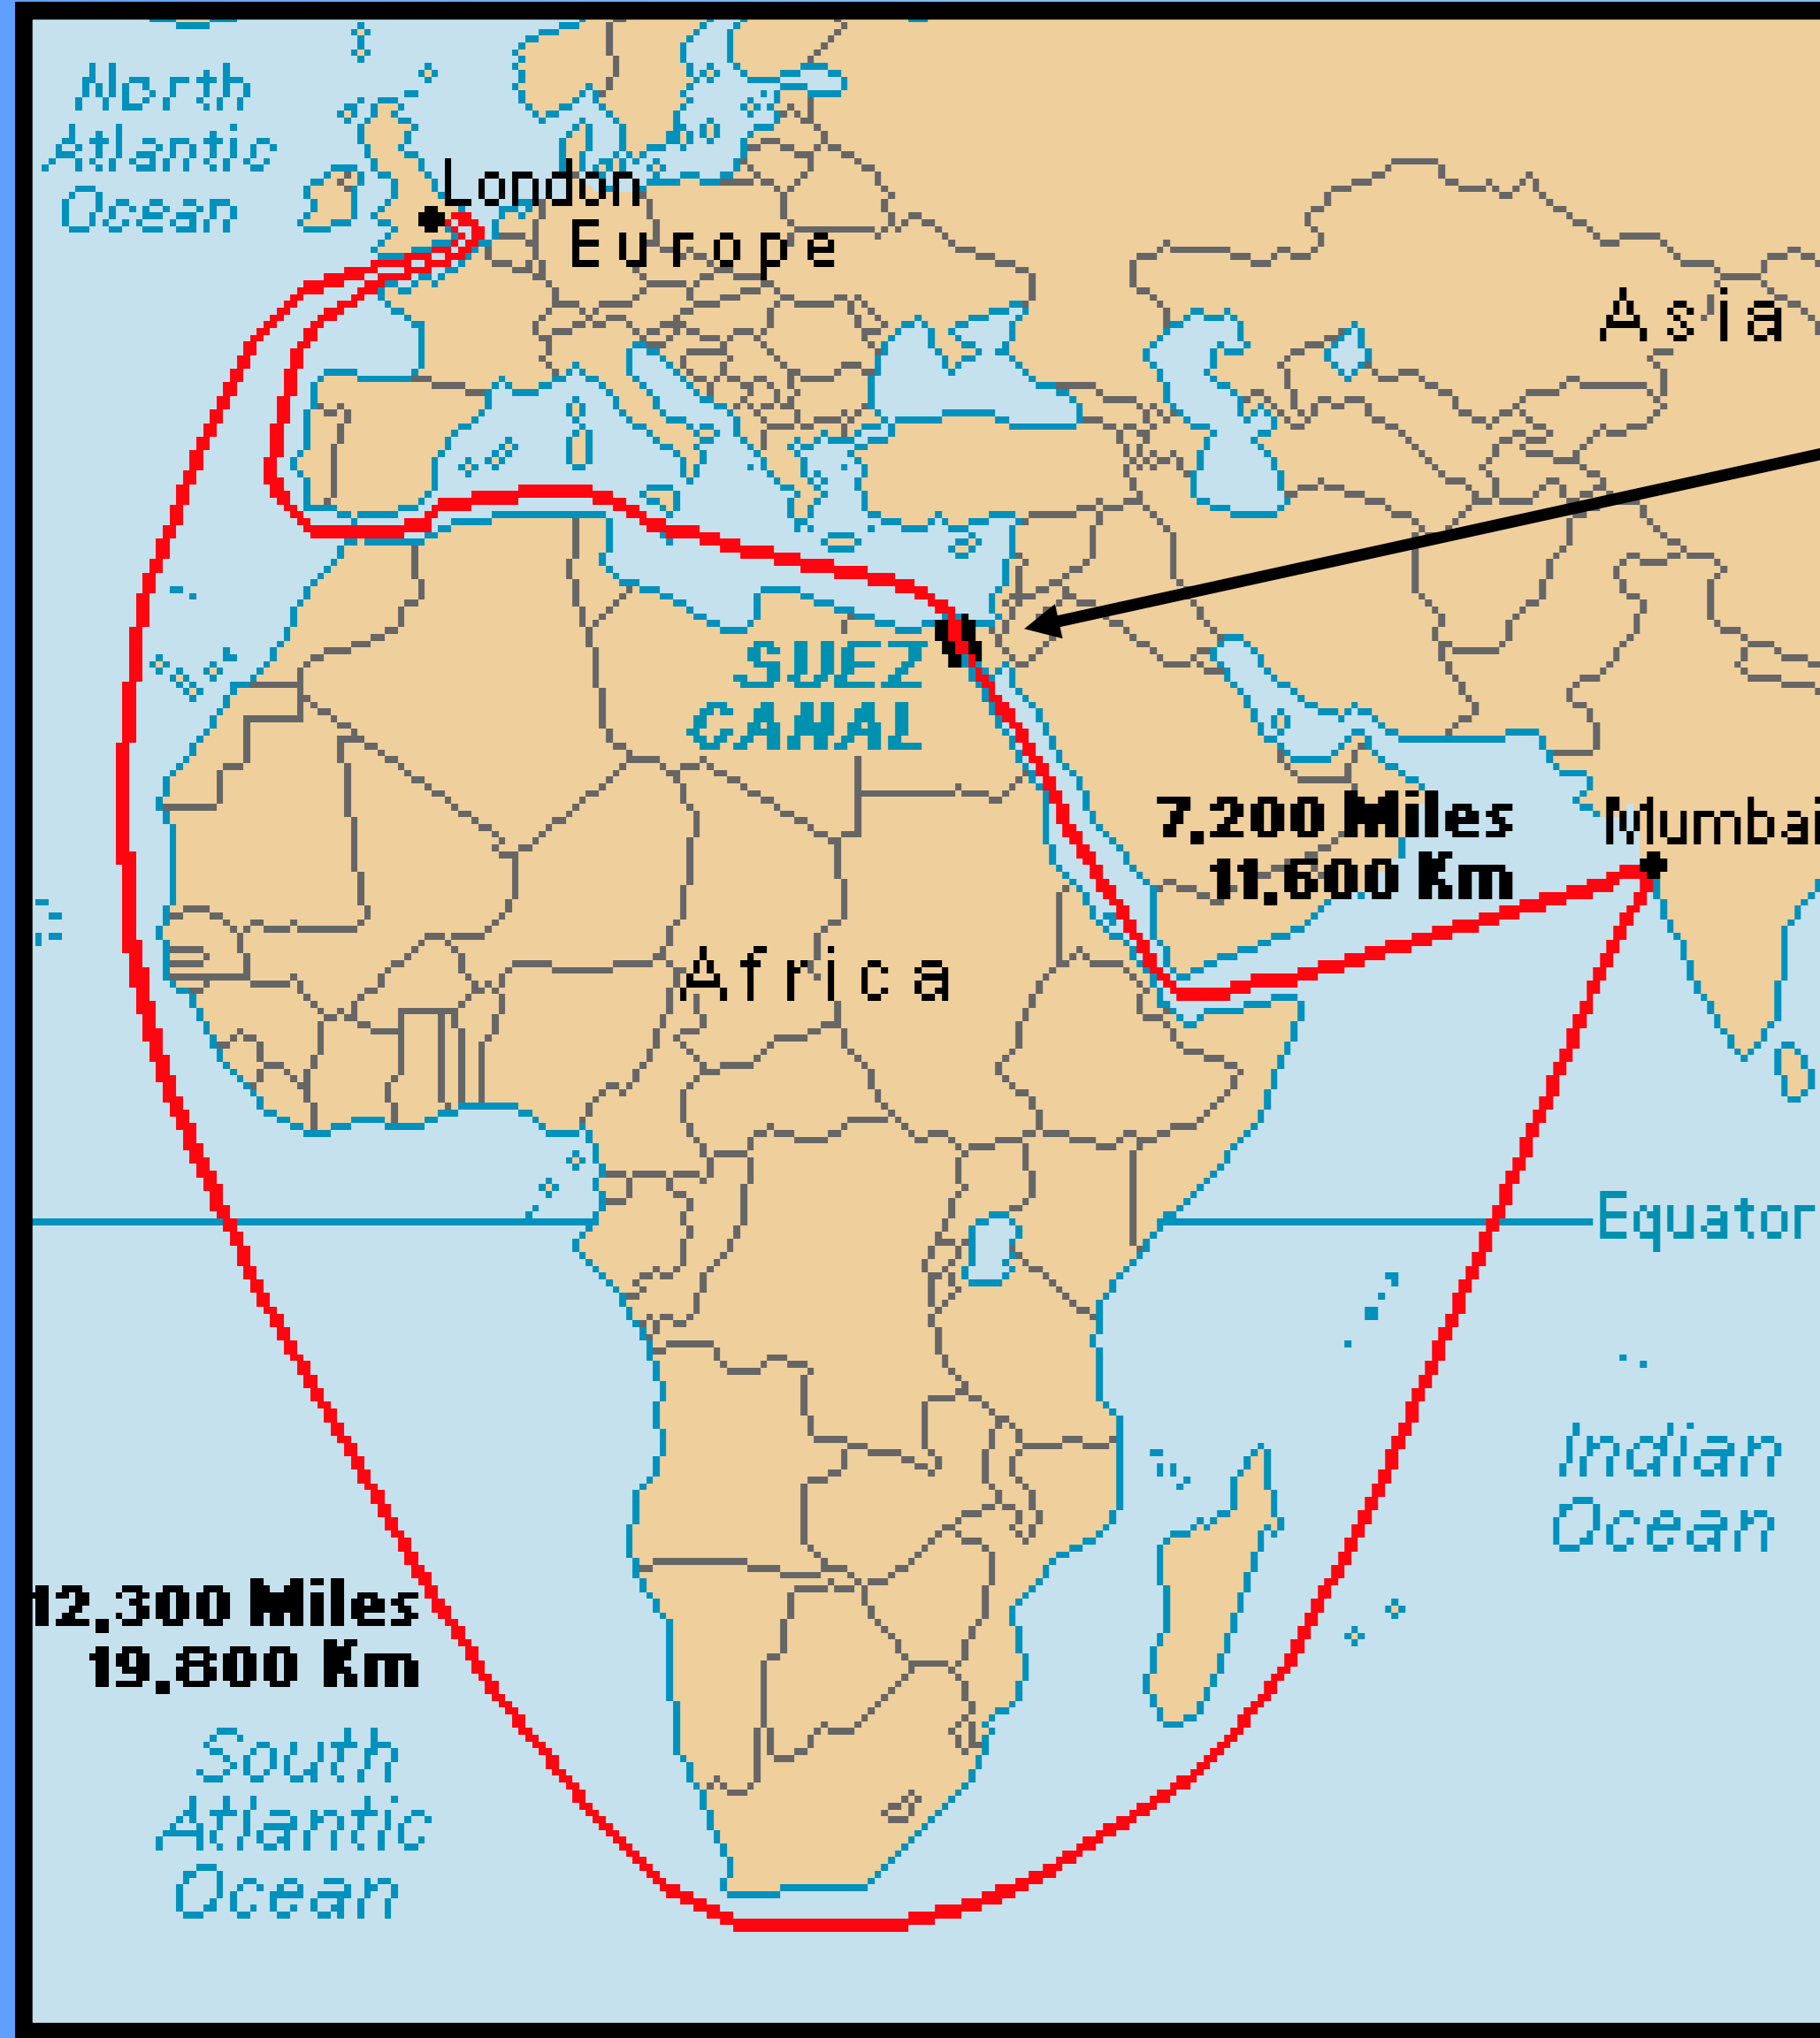 North
Atlantic
Ocean
London
Europe
Asia
SUEZ
CANAL
7,200 Miles
11,600 Km
Mumbai
Africa
Equator
Indian
Ocean
12,300 Miles
19,800 Km
South
Atlantic
Ocean